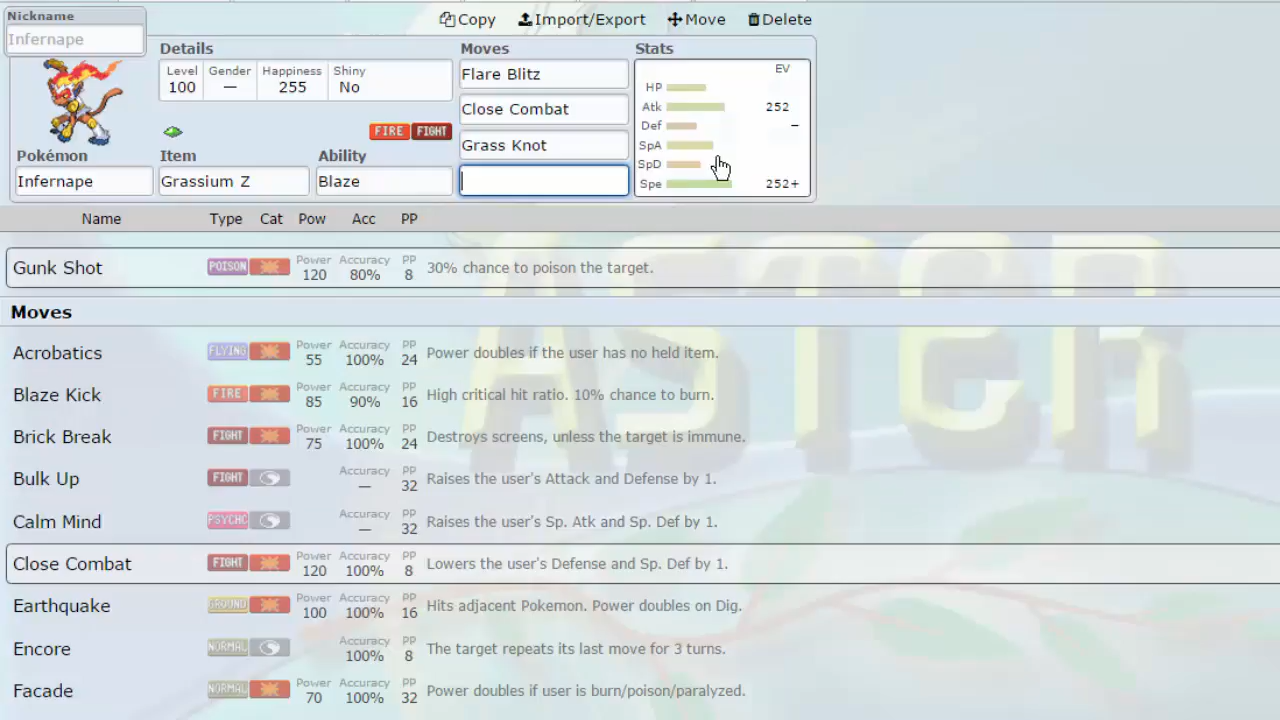 Nickname
Infernape
Copy Import/Export Move Delete
Details
Level Gender Happiness Shiny
100 — 255 No
FIRE FIGHT
Pokémon Item Ability
Infernape Grassium Z Blaze
Moves
Flare Blitz
Close Combat
Grass Knot
Stats
EV
HP
Atk 252
Def –
SpA
SpD
Spe 252+
Name Type Cat Pow Acc PP
Gunk Shot POISON Power 120 Accuracy 80% PP 8 30% chance to poison the target.
Moves
Acrobatics FLYING Power 55 Accuracy 100% PP 24 Power doubles if the user has no held item.
Blaze Kick FIRE Power 85 Accuracy 90% PP 16 High critical hit ratio. 10% chance to burn.
Brick Break FIGHT Power 75 Accuracy 100% PP 24 Destroys screens, unless the target is immune.
Bulk Up FIGHT Accuracy — PP 32 Raises the user's Attack and Defense by 1.
Calm Mind PSYCHC Accuracy — PP 32 Raises the user's Sp. Atk and Sp. Def by 1.
Close Combat FIGHT Power 120 Accuracy 100% PP 8 Lowers the user's Defense and Sp. Def by 1.
Earthquake GROUND Power 100 Accuracy 100% PP 16 Hits adjacent Pokemon. Power doubles on Dig.
Encore NORMAL Accuracy 100% PP 8 The target repeats its last move for 3 turns.
Facade NORMAL Power 70 Accuracy 100% PP 32 Power doubles if user is burn/poison/paralyzed.
ASTER